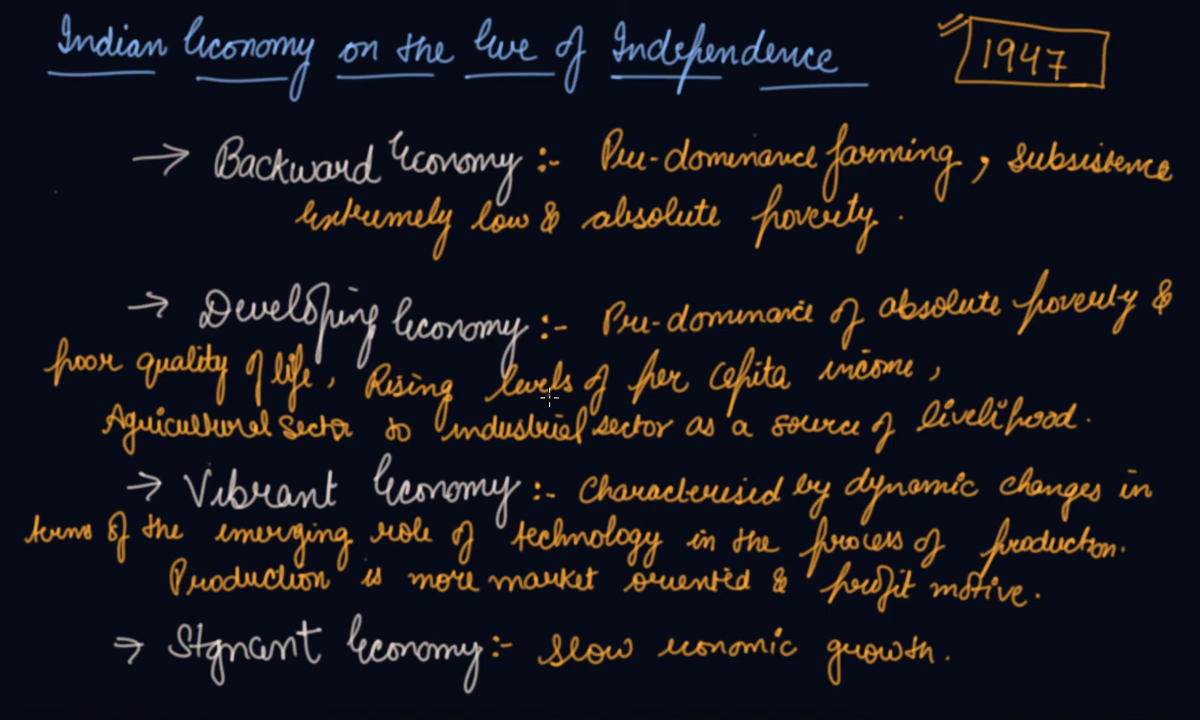 Indian Economy on the Eve of Independence 1947
→ Backward Economy :- Pre-dominance farming, subsistence
extremely low & absolute poverty.
→ Developing Economy :- Pre-dominance of absolute poverty &
poor quality of life, Rising levels of per Cepita income,
Agricultural Sector to industrial sector as a source of livelihood.
→ Vibrant Economy :- Characterised by dynamic changes in
terms of the emerging role of technology in the process of production.
Production is more market oriented & profit motive.
→ Stgnant Economy :- Slow economic growth.